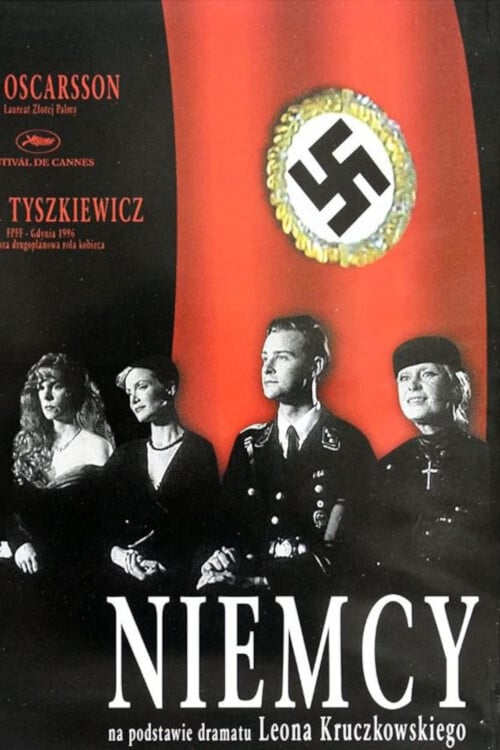 OSCARSSON
Laureat Złotej Palmy
FESTIVAL DE CANNES
TYSZKIEWICZ
FPFF - Gdynia 1996
drugoplanowa rola kobieca
NIEMCY
na podstawie dramatu Leona Kruczkowskiego